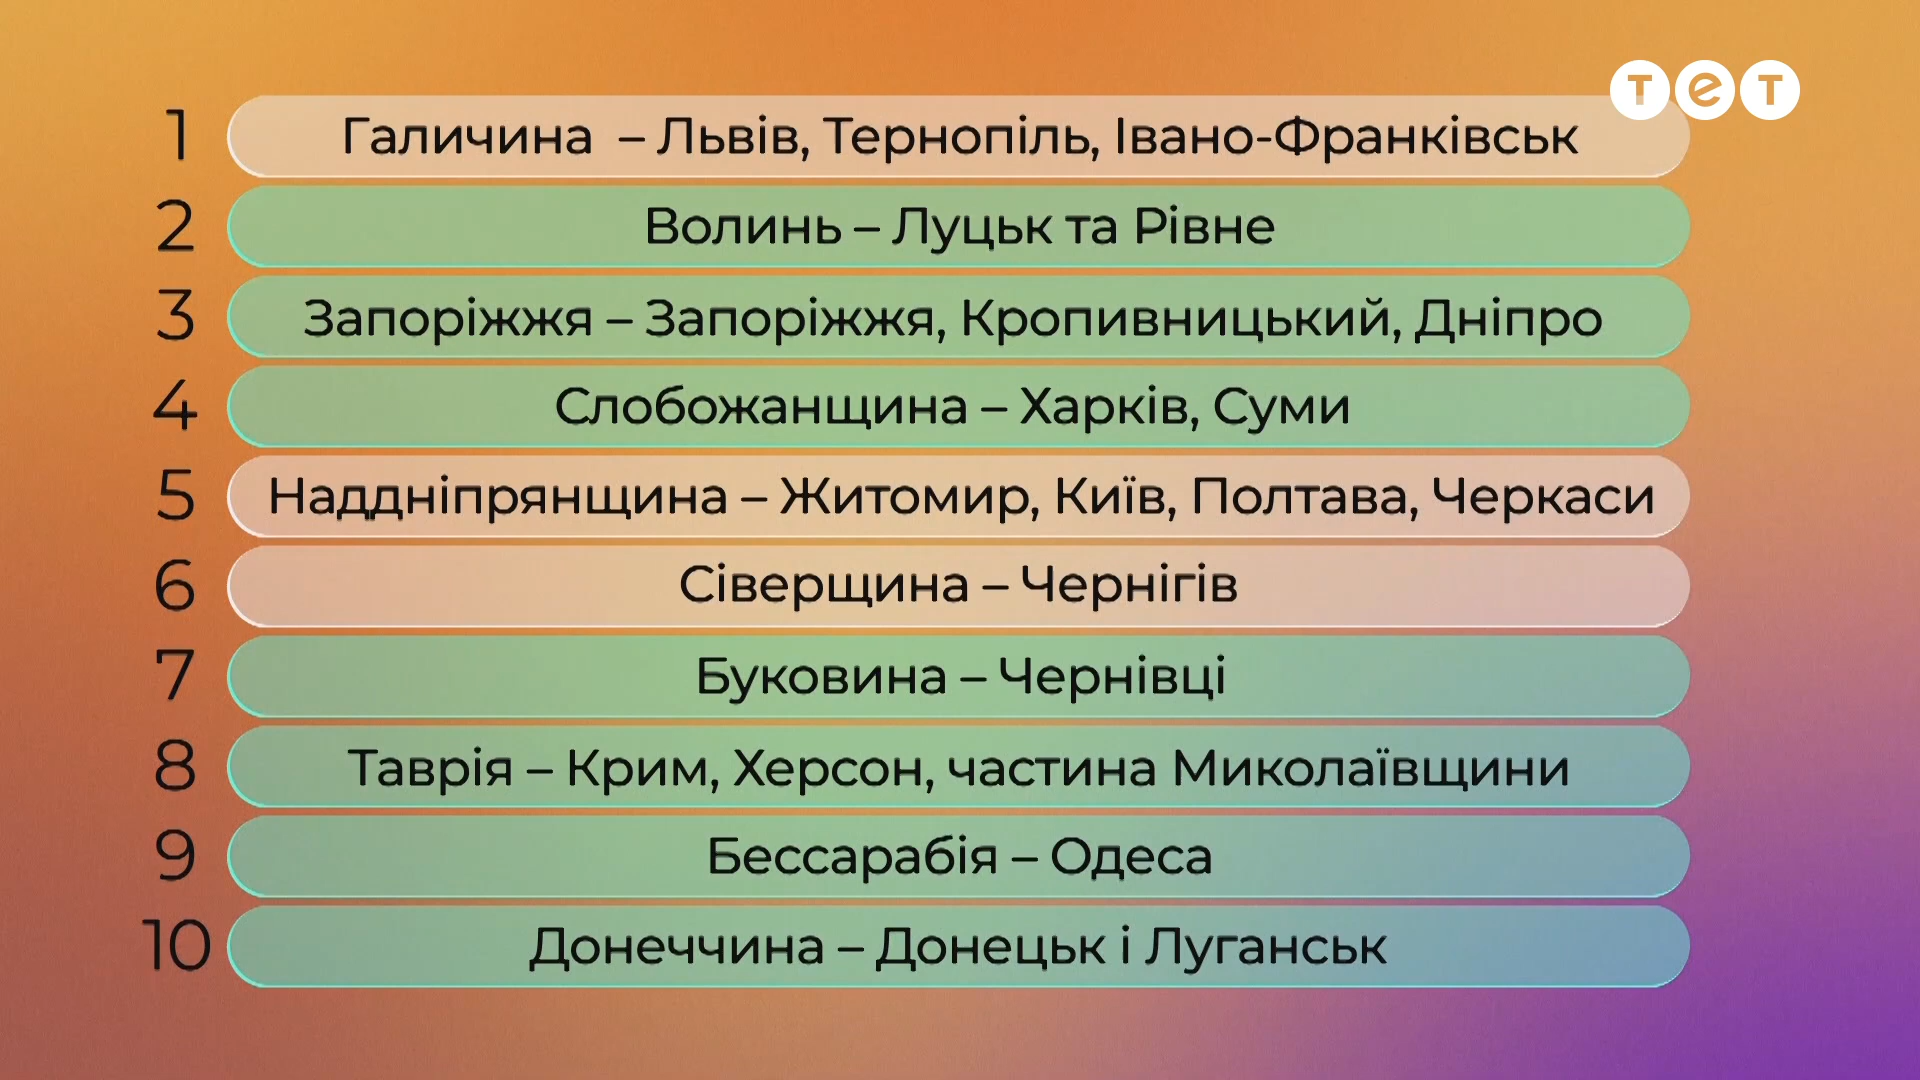 тет
1 Галичина – Львів, Тернопіль, Івано-Франківськ
2 Волинь – Луцьк та Рівне
3 Запоріжжя – Запоріжжя, Кропивницький, Дніпро
4 Слобожанщина – Харків, Суми
5 Наддніпрянщина – Житомир, Київ, Полтава, Черкаси
6 Сіверщина – Чернігів
7 Буковина – Чернівці
8 Таврія – Крим, Херсон, частина Миколаївщини
9 Бессарабія – Одеса
10 Донеччина – Донецьк і Луганськ